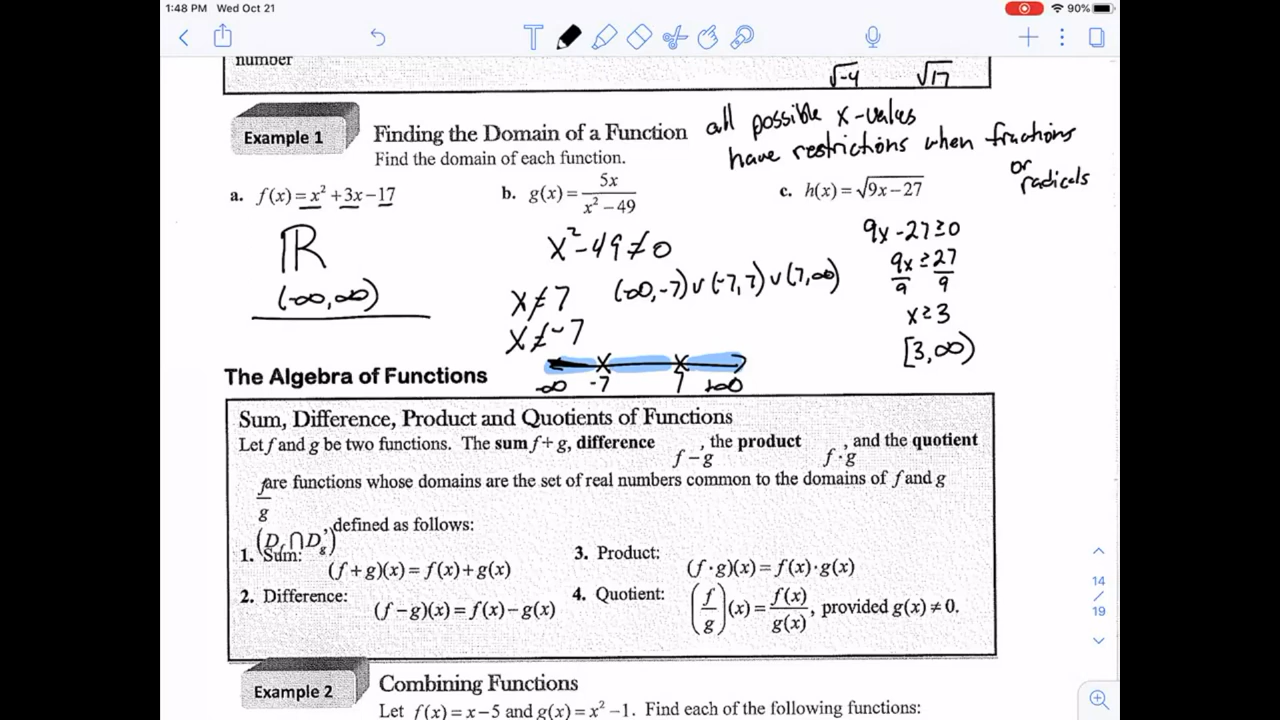 1:48 PM Wed Oct 21
90%
number
√-4 √17
Example 1
Finding the Domain of a Function
all possible x-values
have restrictions when fractions
or
radicals
Find the domain of each function.
a. f(x) = x² + 3x − 17
b. g(x) = 5x / (x² − 49)
c. h(x) = √(9x − 27)
ℝ
(-∞, ∞)
x² - 49 ≠ 0
x ≠ 7
x ≠ -7
(-∞, -7) ∪ (-7, 7) ∪ (7, ∞)
-∞ -7 7 +∞
9x - 27 ≥ 0
9x ≥ 27
9 9
x ≥ 3
[3, ∞)
The Algebra of Functions
Sum, Difference, Product and Quotients of Functions
Let f and g be two functions. The sum f + g, difference f − g, the product f · g, and the quotient
f/g are functions whose domains are the set of real numbers common to the domains of f and g
(D_f ∩ D_g), defined as follows:
1. Sum: (f + g)(x) = f(x) + g(x)
2. Difference: (f − g)(x) = f(x) − g(x)
3. Product: (f · g)(x) = f(x) · g(x)
4. Quotient: (f/g)(x) = f(x)/g(x), provided g(x) ≠ 0.
14
/
19
Example 2
Combining Functions
Let f(x) = x − 5 and g(x) = x² − 1. Find each of the following functions: